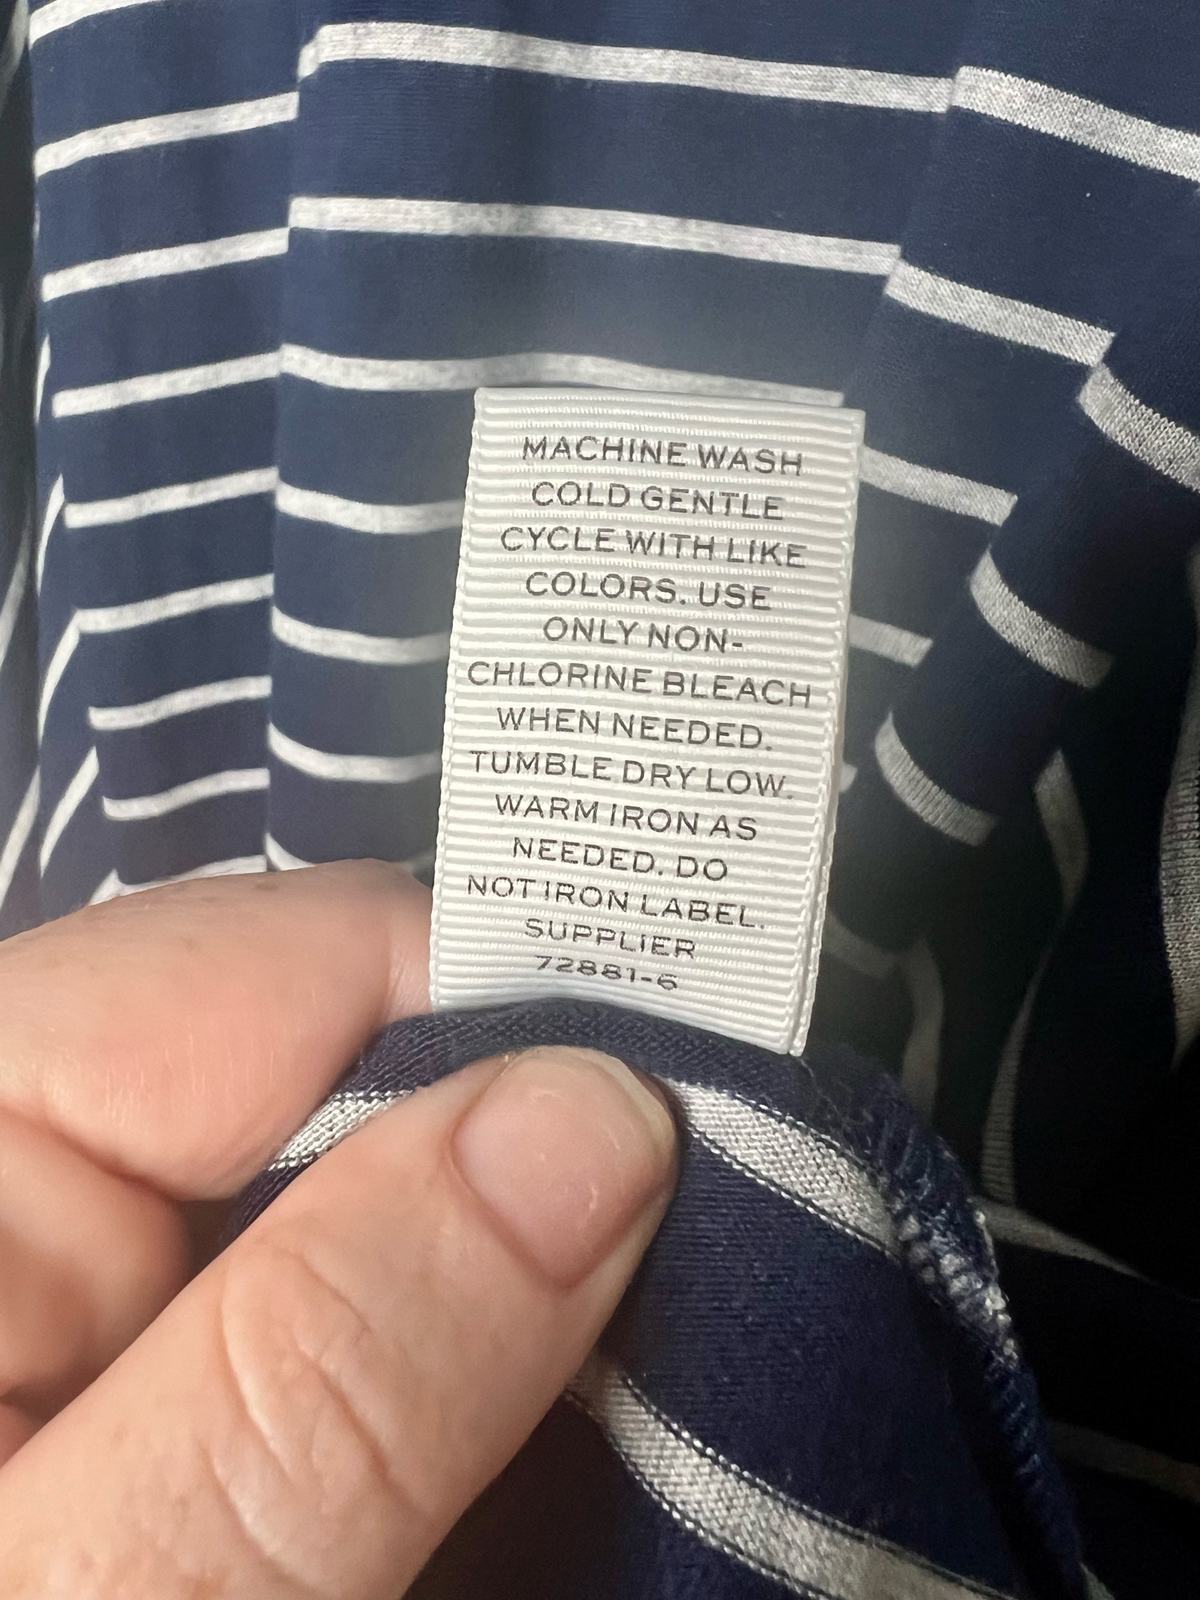 MACHINE WASH
COLD GENTLE
CYCLE WITH LIKE
COLORS. USE
ONLY NON-
CHLORINE BLEACH
WHEN NEEDED.
TUMBLE DRY LOW.
WARM IRON AS
NEEDED. DO
NOT IRON LABEL.
SUPPLIER
72881-6